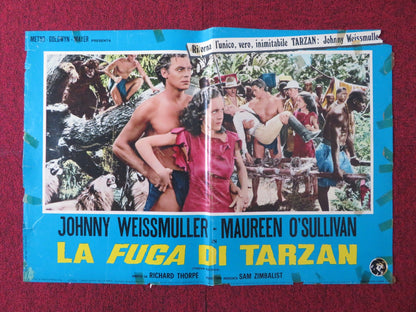 METRO-GOLDWYN-MAYER
PRESENTA
Ritorna l'unico, vero, inimitabile TARZAN: Johnny Weissmuller
JOHNNY WEISSMULLER - MAUREEN O'SULLIVAN
IN
LA FUGA DI TARZAN
RICHARD THORPE
SAM ZIMBALIST